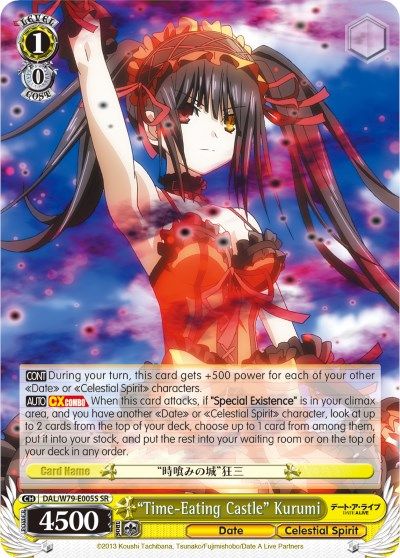 LEVEL
1
0
COST
CONT During your turn, this card gets +500 power for each of your other
«Date» or «Celestial Spirit» characters.
AUTO CX COMBO When this card attacks, if "Special Existence" is in your climax
area, and you have another «Date» or «Celestial Spirit» character, look at up
to 2 cards from the top of your deck, choose up to 1 card from among them,
put it into your stock, and put the rest into your waiting room or on the top
of your deck in any order.
Card Name
"時喰みの城"狂三
CH DAL/W79-E005S SR
"Time-Eating Castle" Kurumi
デート・ア・ライブ
DATE A LIVE
POWER
4500
SOUL
Date
Celestial Spirit
©2013 Koushi Tachibana, Tsunako/Fujimishobo/Date A Live Partners